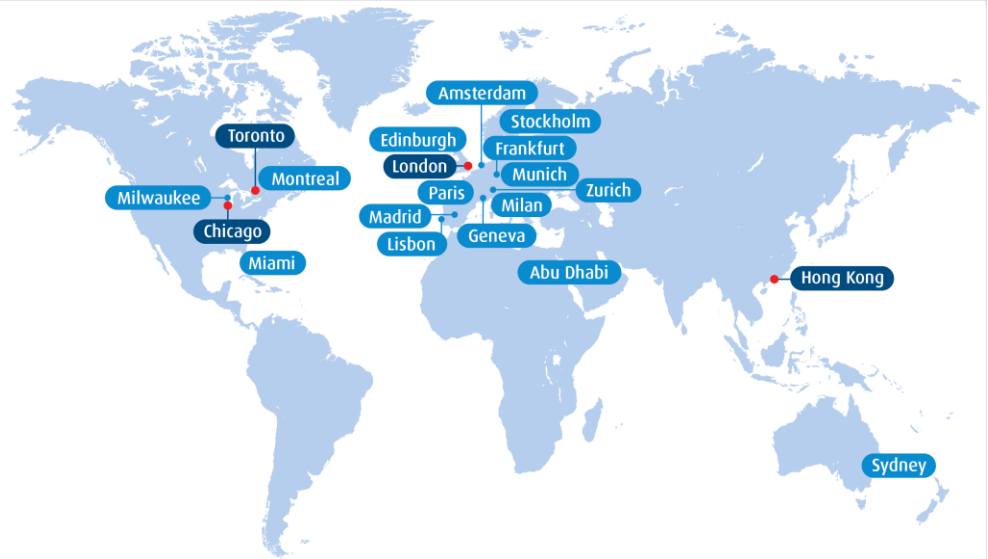 Amsterdam
Stockholm
Toronto
Edinburgh
Frankfurt
London
Montreal
Munich
Milwaukee
Paris
Zurich
Milan
Madrid
Chicago
Lisbon
Geneva
Miami
Abu Dhabi
Hong Kong
Sydney